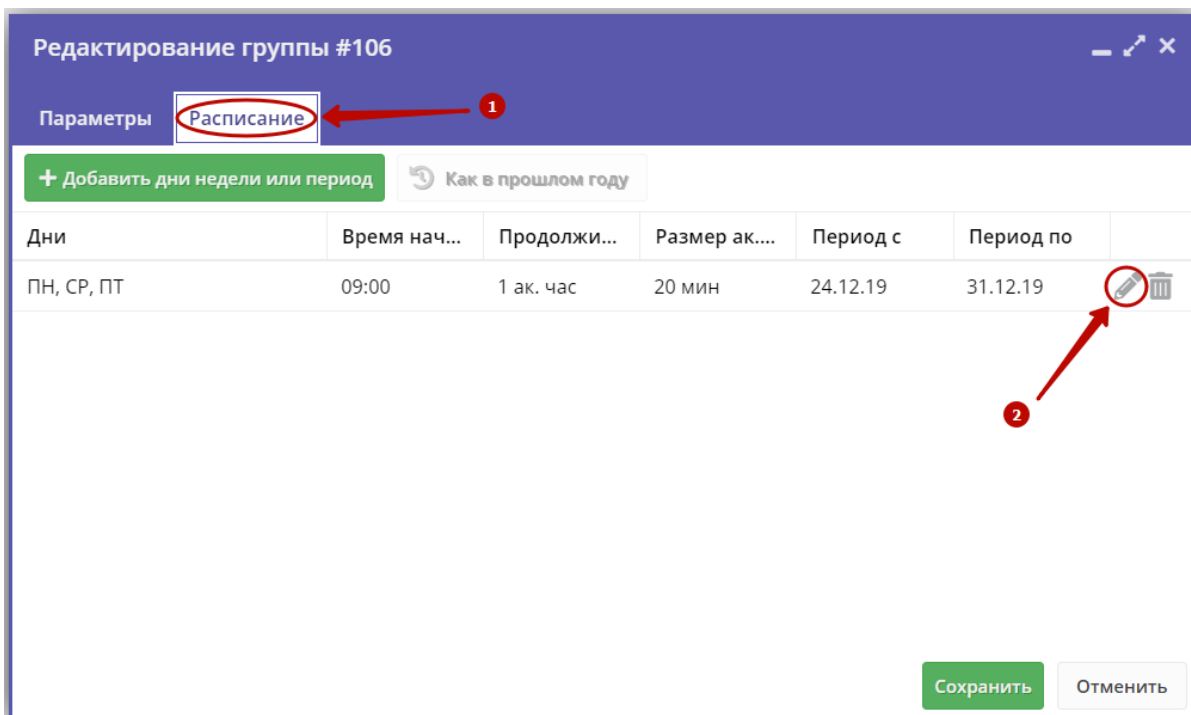 Редактирование группы #106
Параметры Расписание 1
Добавить дни недели или период Как в прошлом году
Дни Время нач... Продолжи... Размер ак.... Период с Период по
ПН, СР, ПТ 09:00 1 ак. час 20 мин 24.12.19 31.12.19
2
Сохранить Отменить